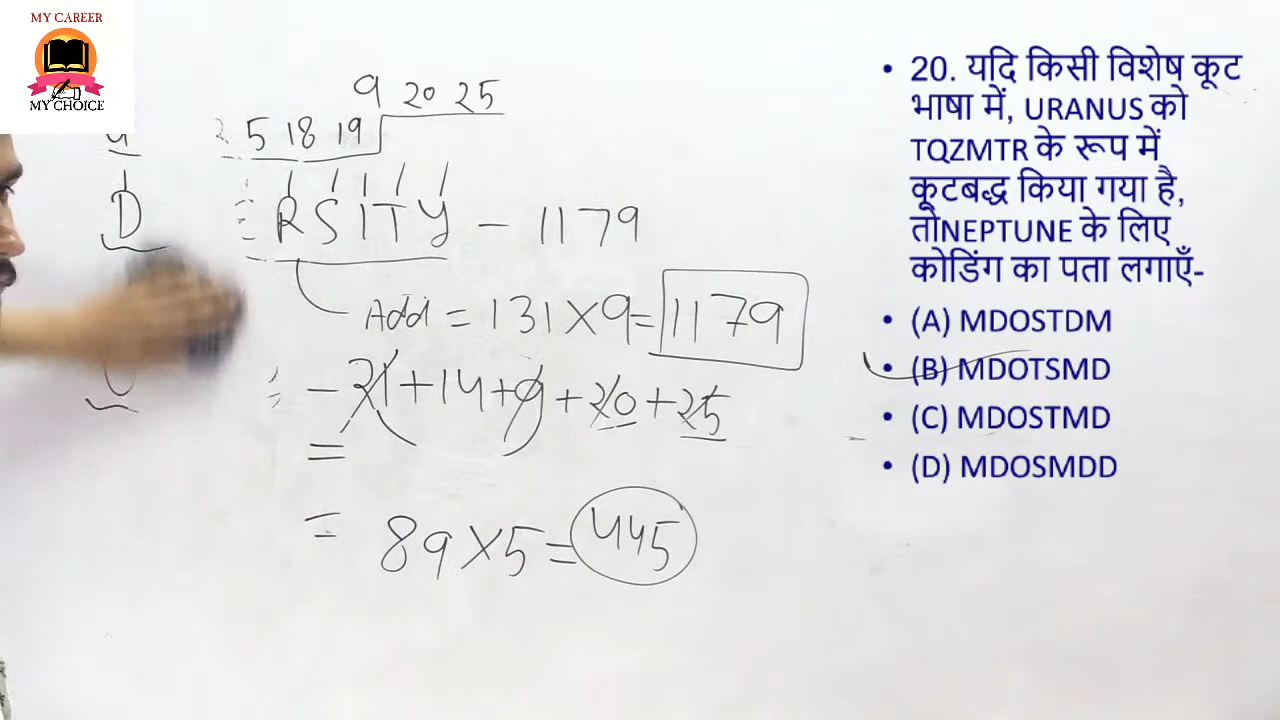 MY CAREER
MY CHOICE
9 20 25
5 18 19
D
RSITY - 1179
Add = 131×9= 1179
- 21+14+9+20+25
=
= 89×5= 445
• 20. यदि किसी विशेष कूट
भाषा में, URANUS को
TQZMTR के रूप में
कूटबद्ध किया गया है,
तोNEPTUNE के लिए
कोडिंग का पता लगाएँ-
• (A) MDOSTDM
• (B) MDOTSMD
• (C) MDOSTMD
• (D) MDOSMDD